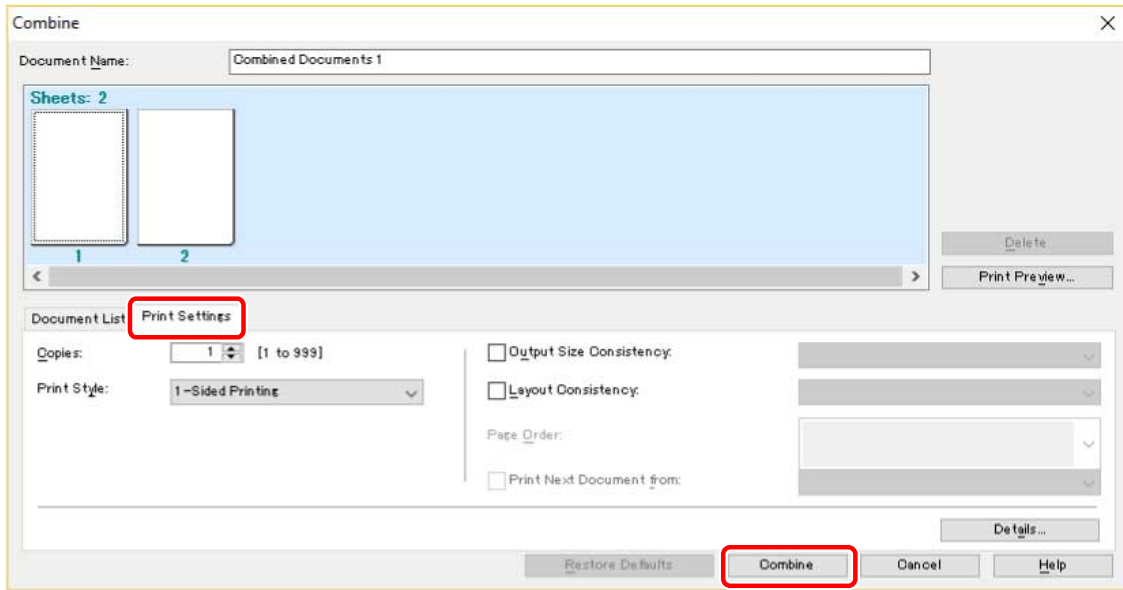 Combine
Document Name: Combined Documents 1
Sheets: 2
1 2
Delete
Print Preview...
Document List Print Settings
Copies: 1 [1 to 999]
Output Size Consistency:
Print Style: 1-Sided Printing
Layout Consistency:
Page Order:
Print Next Document from:
Details...
Restore Defaults Combine Cancel Help